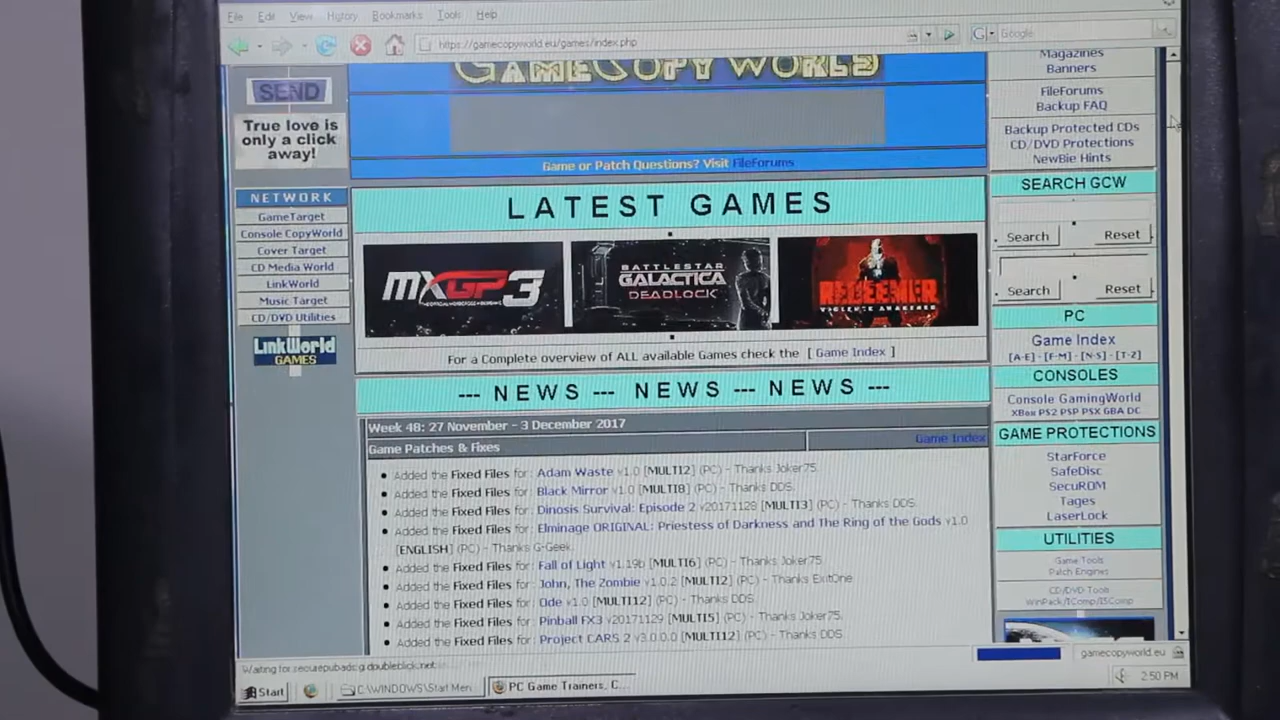 File Edit View History Bookmarks Tools Help
https://gamecopyworld.eu/games/index.php
Google
SEND
True love is
only a click
away!
NETWORK
GameTarget
Console CopyWorld
Cover Target
CD Media World
LinkWorld
Music Target
CD/DVD Utilities
LinkWorld
GAMES
GAMECOPYWORLD
Game or Patch Questions? Visit FileForums
LATEST GAMES
MXGP3
BATTLESTAR
GALACTICA
DEADLOCK
REDEEMER
For a Complete overview of ALL available Games check the [ Game Index ]
--- NEWS --- NEWS --- NEWS ---
Week 48: 27 November - 3 December 2017
Game Patches & Fixes Game Index
• Added the Fixed Files for: Adam Waste v1.0 [MULTI2] (PC) - Thanks Joker75.
• Added the Fixed Files for: Black Mirror v1.0 [MULTI8] (PC) - Thanks DDS.
• Added the Fixed Files for: Dinosis Survival: Episode 2 v20171128 [MULTI3] (PC) - Thanks DDS.
• Added the Fixed Files for: Elminage ORIGINAL: Priestess of Darkness and The Ring of the Gods v1.0
[ENGLISH] (PC) - Thanks G-Geek.
• Added the Fixed Files for: Fall of Light v1.19b [MULTI6] (PC) - Thanks Joker75.
• Added the Fixed Files for: John, The Zombie v1.0.2 [MULTI2] (PC) - Thanks ExitOne
• Added the Fixed Files for: Ode v1.0 [MULTI12] (PC) - Thanks DDS.
• Added the Fixed Files for: Pinball FX3 v20171129 [MULTI5] (PC) - Thanks Joker75.
• Added the Fixed Files for: Project CARS 2 v3.0.0.0 [MULTI12] (PC) - Thanks DDS.
Magazines
Banners
FileForums
Backup FAQ
Backup Protected CDs
CD/DVD Protections
NewBie Hints
SEARCH GCW
Search Reset
Search Reset
PC
Game Index
[A-E] - [F-M] - [N-S] - [T-Z]
CONSOLES
Console GamingWorld
XBox PS2 PSP PSX GBA DC
GAME PROTECTIONS
StarForce
SafeDisc
SecuROM
Tages
LaserLock
UTILITIES
Game Tools
Patch Engines
CD/DVD Tools
WinPack/IComp/ISComp
Waiting for securepubads.g.doubleclick.net...
gamecopyworld.eu
Start C:\WINDOWS\Start Men... PC Game Trainers, C... 2:50 PM